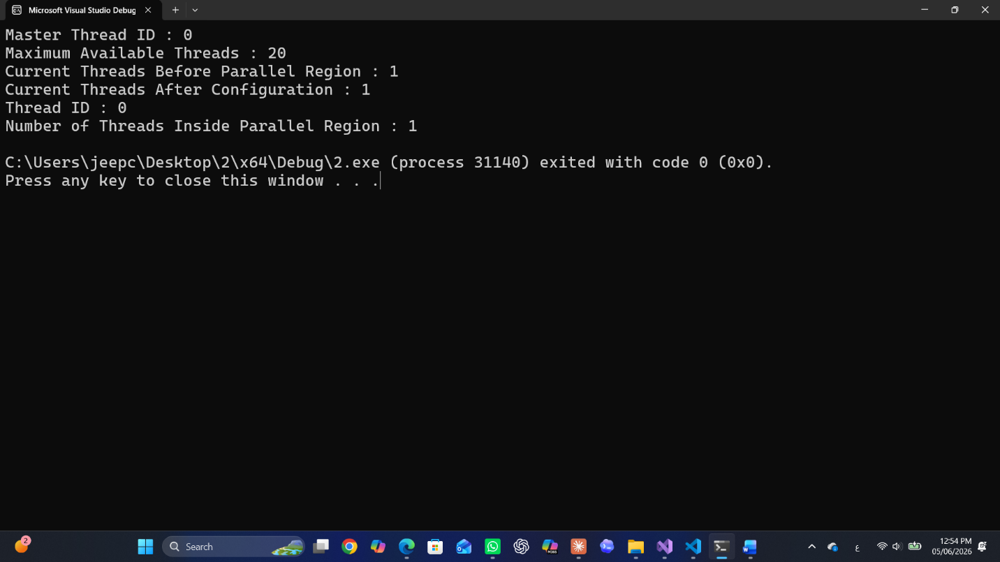 Microsoft Visual Studio Debug
Master Thread ID : 0
Maximum Available Threads : 20
Current Threads Before Parallel Region : 1
Current Threads After Configuration : 1
Thread ID : 0
Number of Threads Inside Parallel Region : 1
C:\Users\jeepc\Desktop\2\x64\Debug\2.exe (process 31140) exited with code 0 (0x0).
Press any key to close this window . . .
2
Search
M365
ع
12:54 PM
05/06/2026